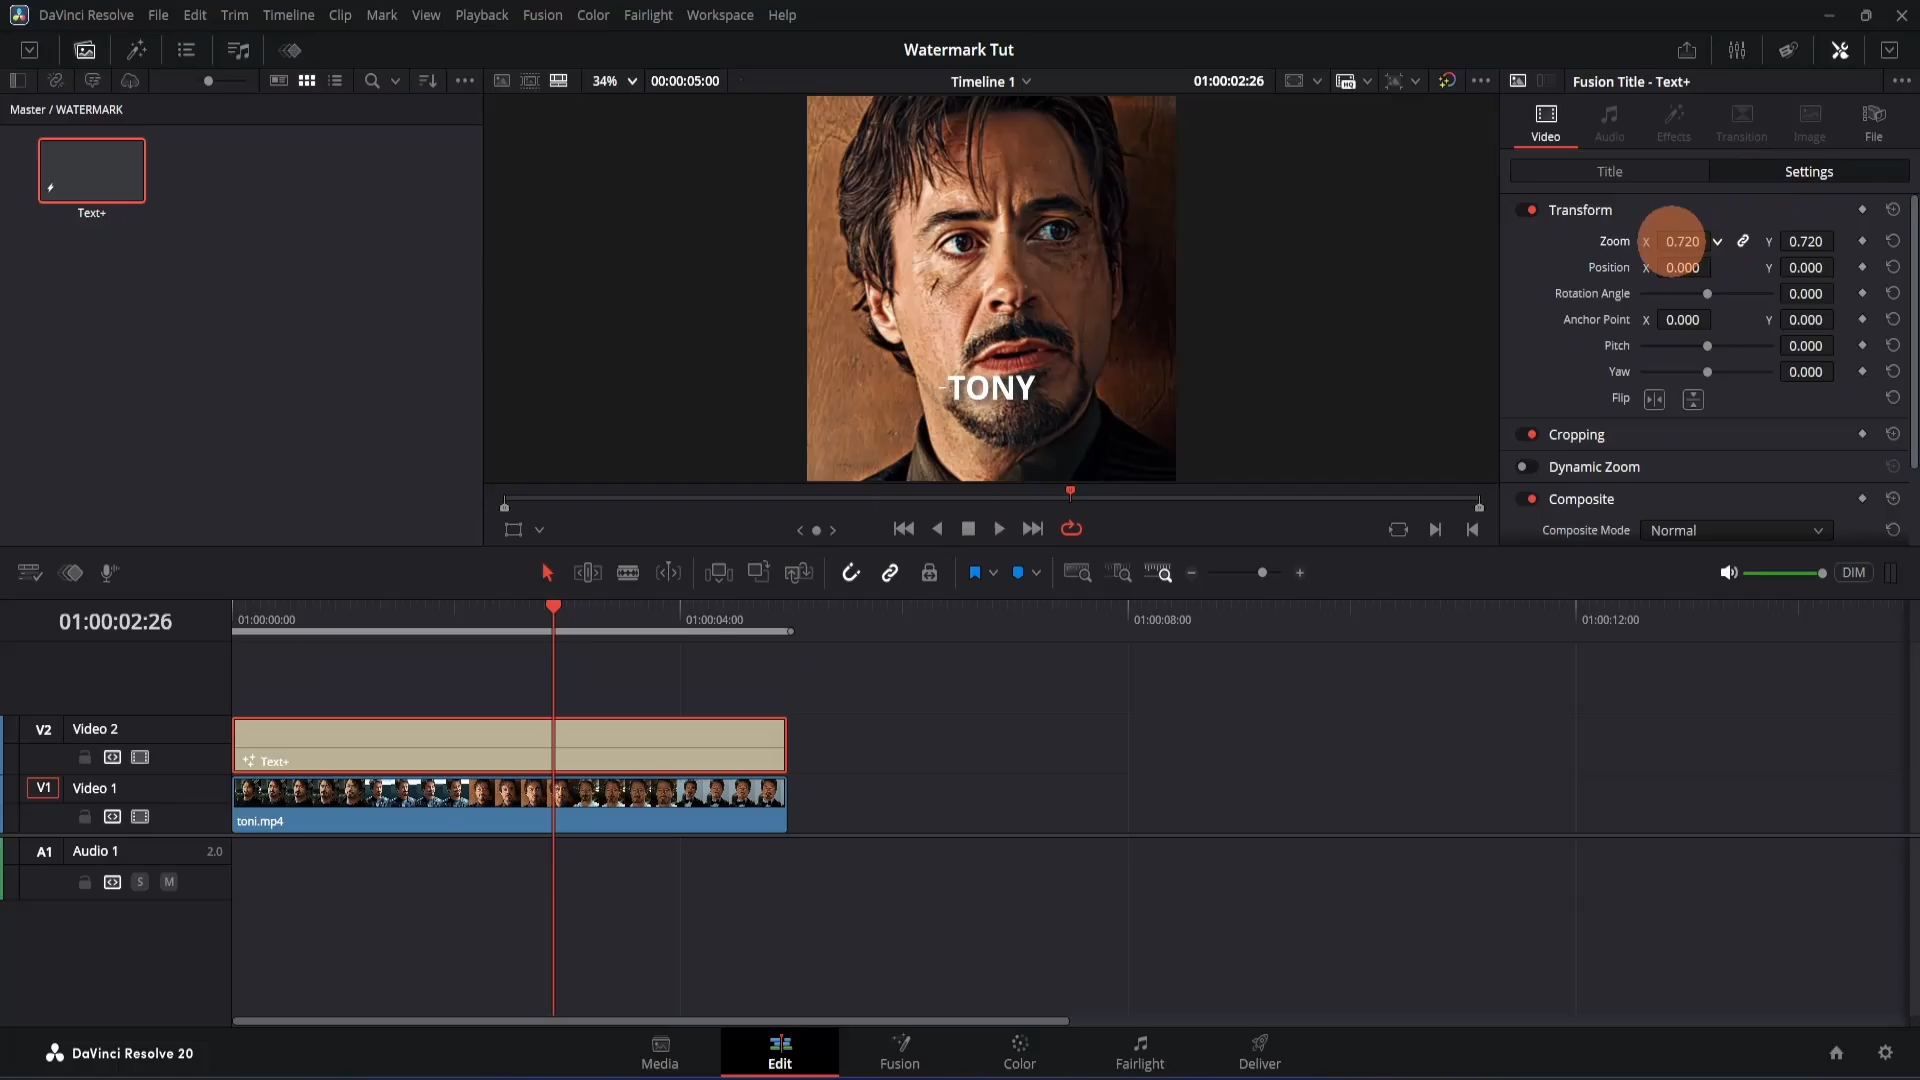 DaVinci Resolve File Edit Trim Timeline Clip Mark View Playback Fusion Color Fairlight Workspace Help
Watermark Tut
34% 00:00:05:00 Timeline 1 01:00:02:26 Fusion Title - Text+
Master / WATERMARK
Text+
-TONY
Video Audio Effects Transition Image File
Title Settings
Transform
Zoom X 0.720 Y 0.720
Position X 0.000 Y 0.000
Rotation Angle 0.000
Anchor Point X 0.000 Y 0.000
Pitch 0.000
Yaw 0.000
Flip
Cropping
Dynamic Zoom
Composite
Composite Mode Normal
DIM
01:00:02:26 01:00:00:00 01:00:04:00 01:00:08:00 01:00:12:00
V2 Video 2
Text+
V1 Video 1
toni.mp4
A1 Audio 1 2.0
S M
DaVinci Resolve 20 Media Edit Fusion Color Fairlight Deliver